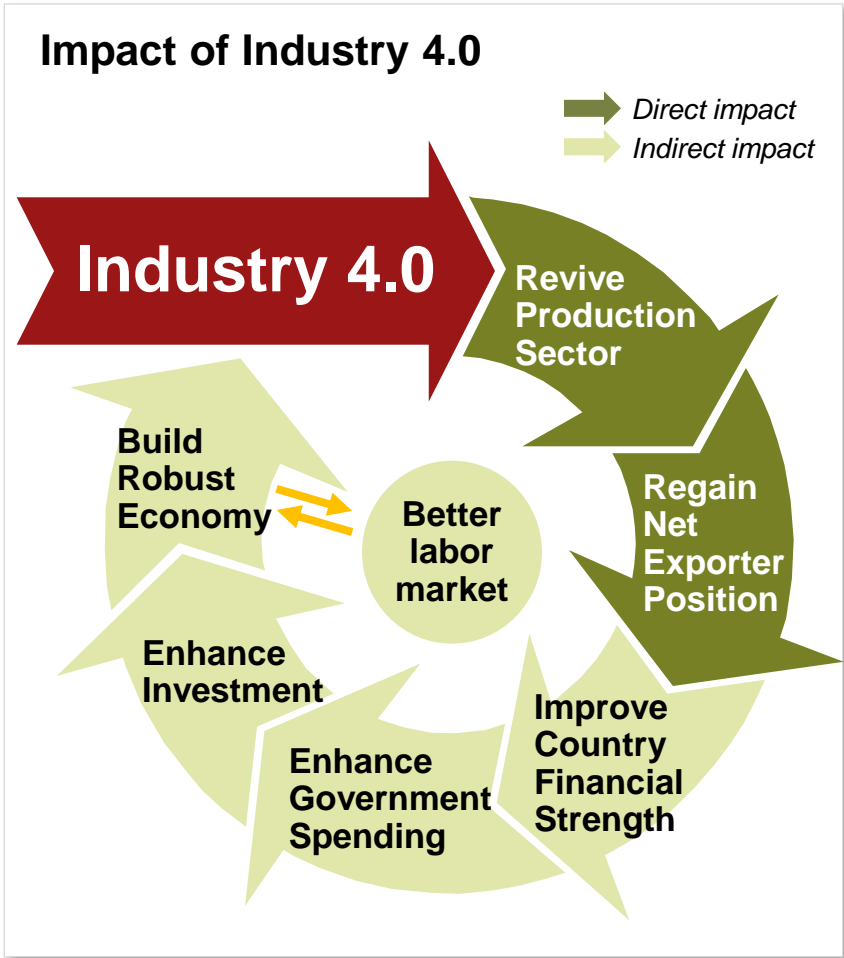 Impact of Industry 4.0
Direct impact
Indirect impact
Industry 4.0
Revive
Production
Sector
Regain
Net
Exporter
Position
Improve
Country
Financial
Strength
Enhance
Government
Spending
Enhance
Investment
Build
Robust
Economy
Better
labor
market